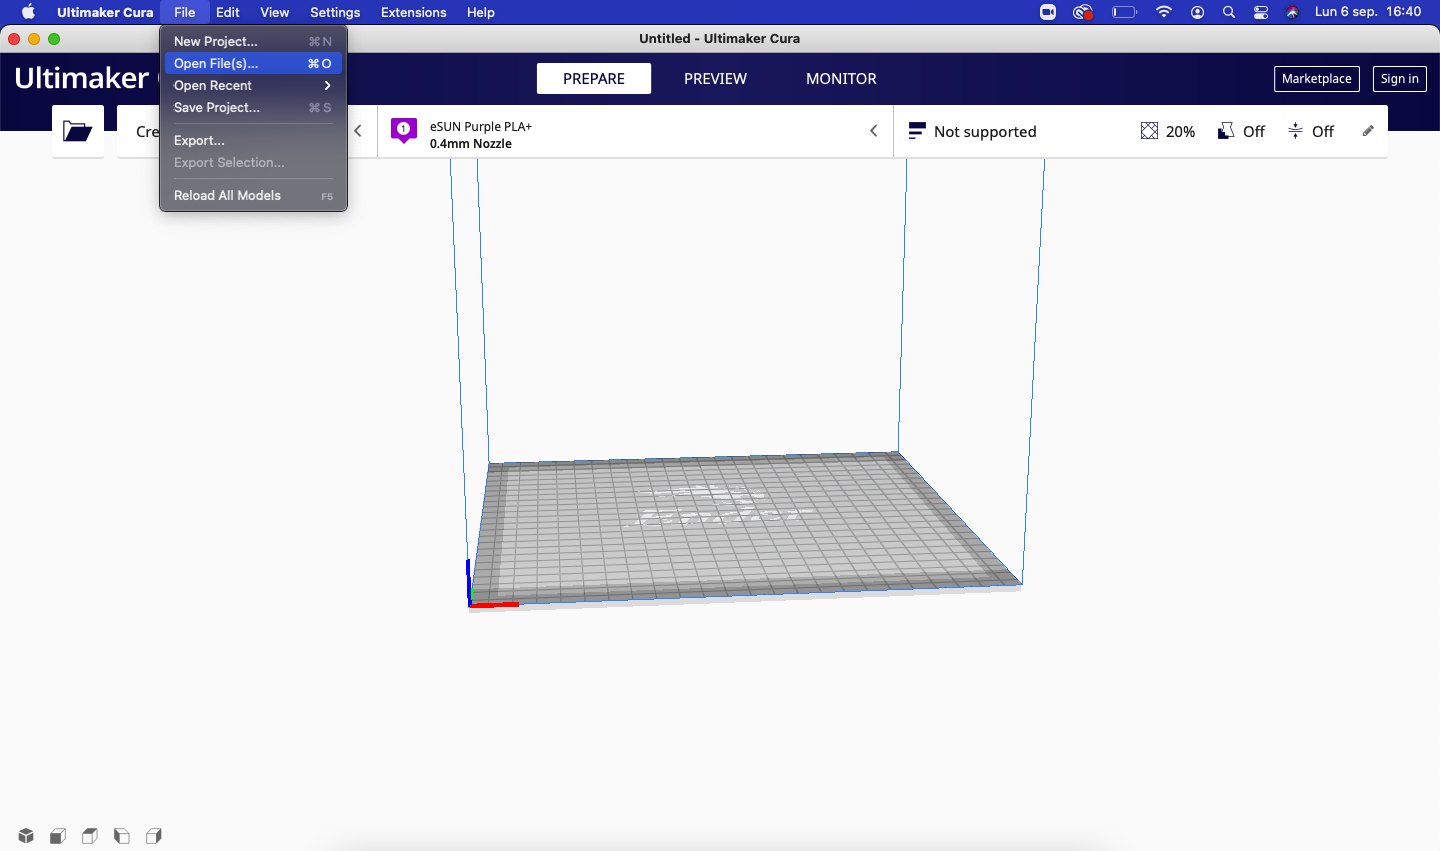 Ultimaker Cura File Edit View Settings Extensions Help Lun 6 sep. 16:40
Untitled - Ultimaker Cura
New Project... ⌘ N
Open File(s)... ⌘ O
Open Recent
Save Project... ⌘ S
Export...
Export Selection...
Reload All Models F5
Ultimaker
PREPARE PREVIEW MONITOR
Marketplace Sign in
Cre
1
eSUN Purple PLA+
0.4mm Nozzle
Not supported
20% Off Off